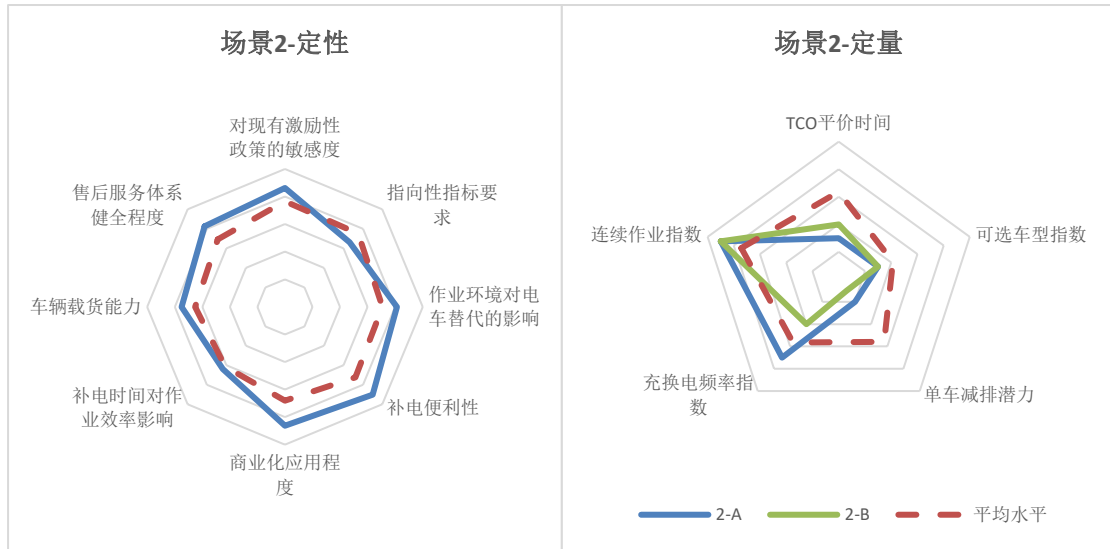 场景2-定性
对现有激励性
政策的敏感度
指向性指标要
求
作业环境对电
车替代的影响
补电便利性
商业化应用程
度
补电时间对作
业效率影响
车辆载货能力
售后服务体系
健全程度
场景2-定量
TCO平价时间
可选车型指数
单车减排潜力
充换电频率指
数
连续作业指数
2-A
2-B
平均水平